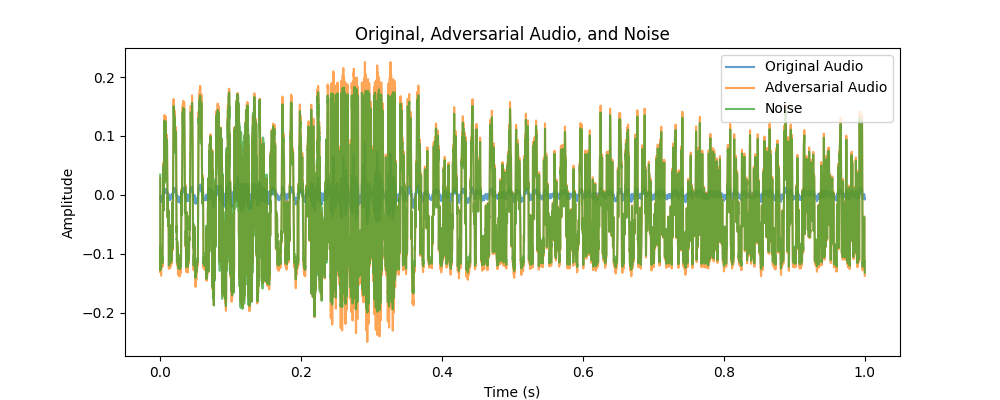 Original, Adversarial Audio, and Noise
Original Audio
Adversarial Audio
Noise
0.2
0.1
0.0
−0.1
−0.2
Amplitude
0.0 0.2 0.4 0.6 0.8 1.0
Time (s)